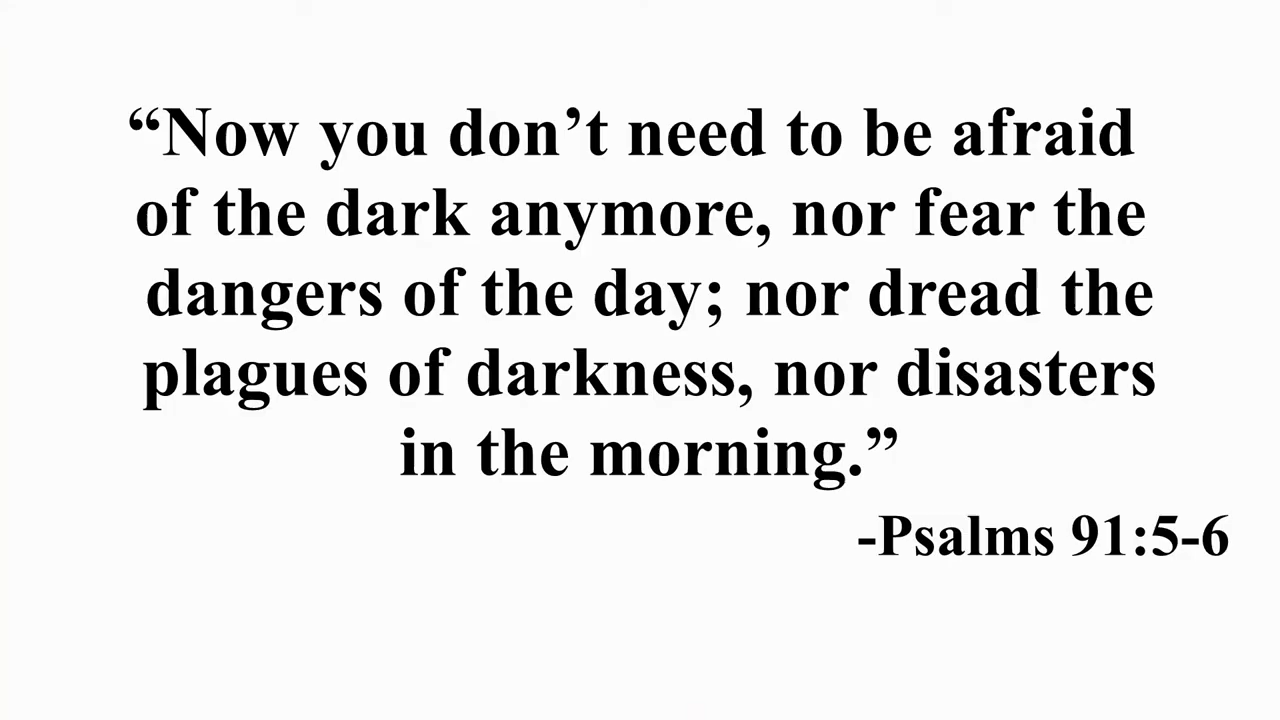 “Now you don’t need to be afraid
of the dark anymore, nor fear the
dangers of the day; nor dread the
plagues of darkness, nor disasters
in the morning.”
-Psalms 91:5-6